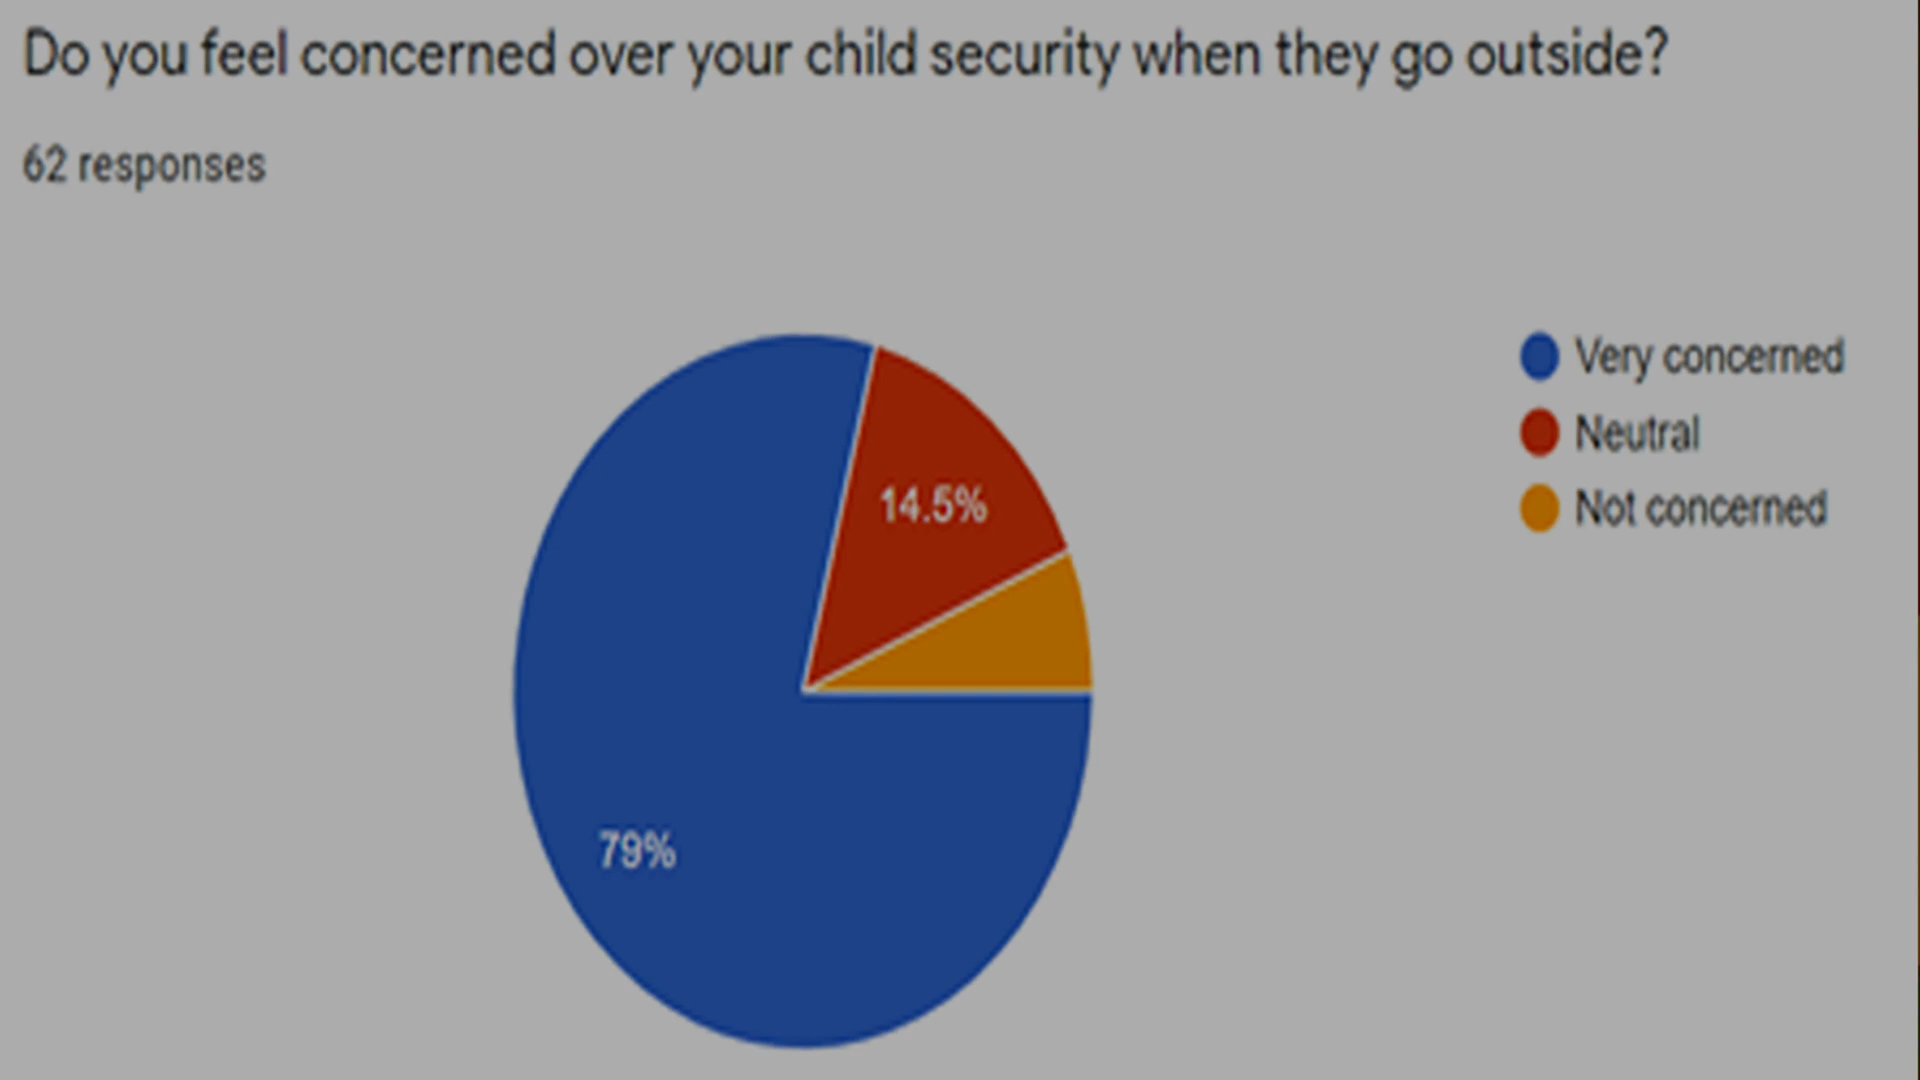 Do you feel concerned over your child security when they go outside?
62 responses
Very concerned
Neutral
Not concerned
14.5%
79%